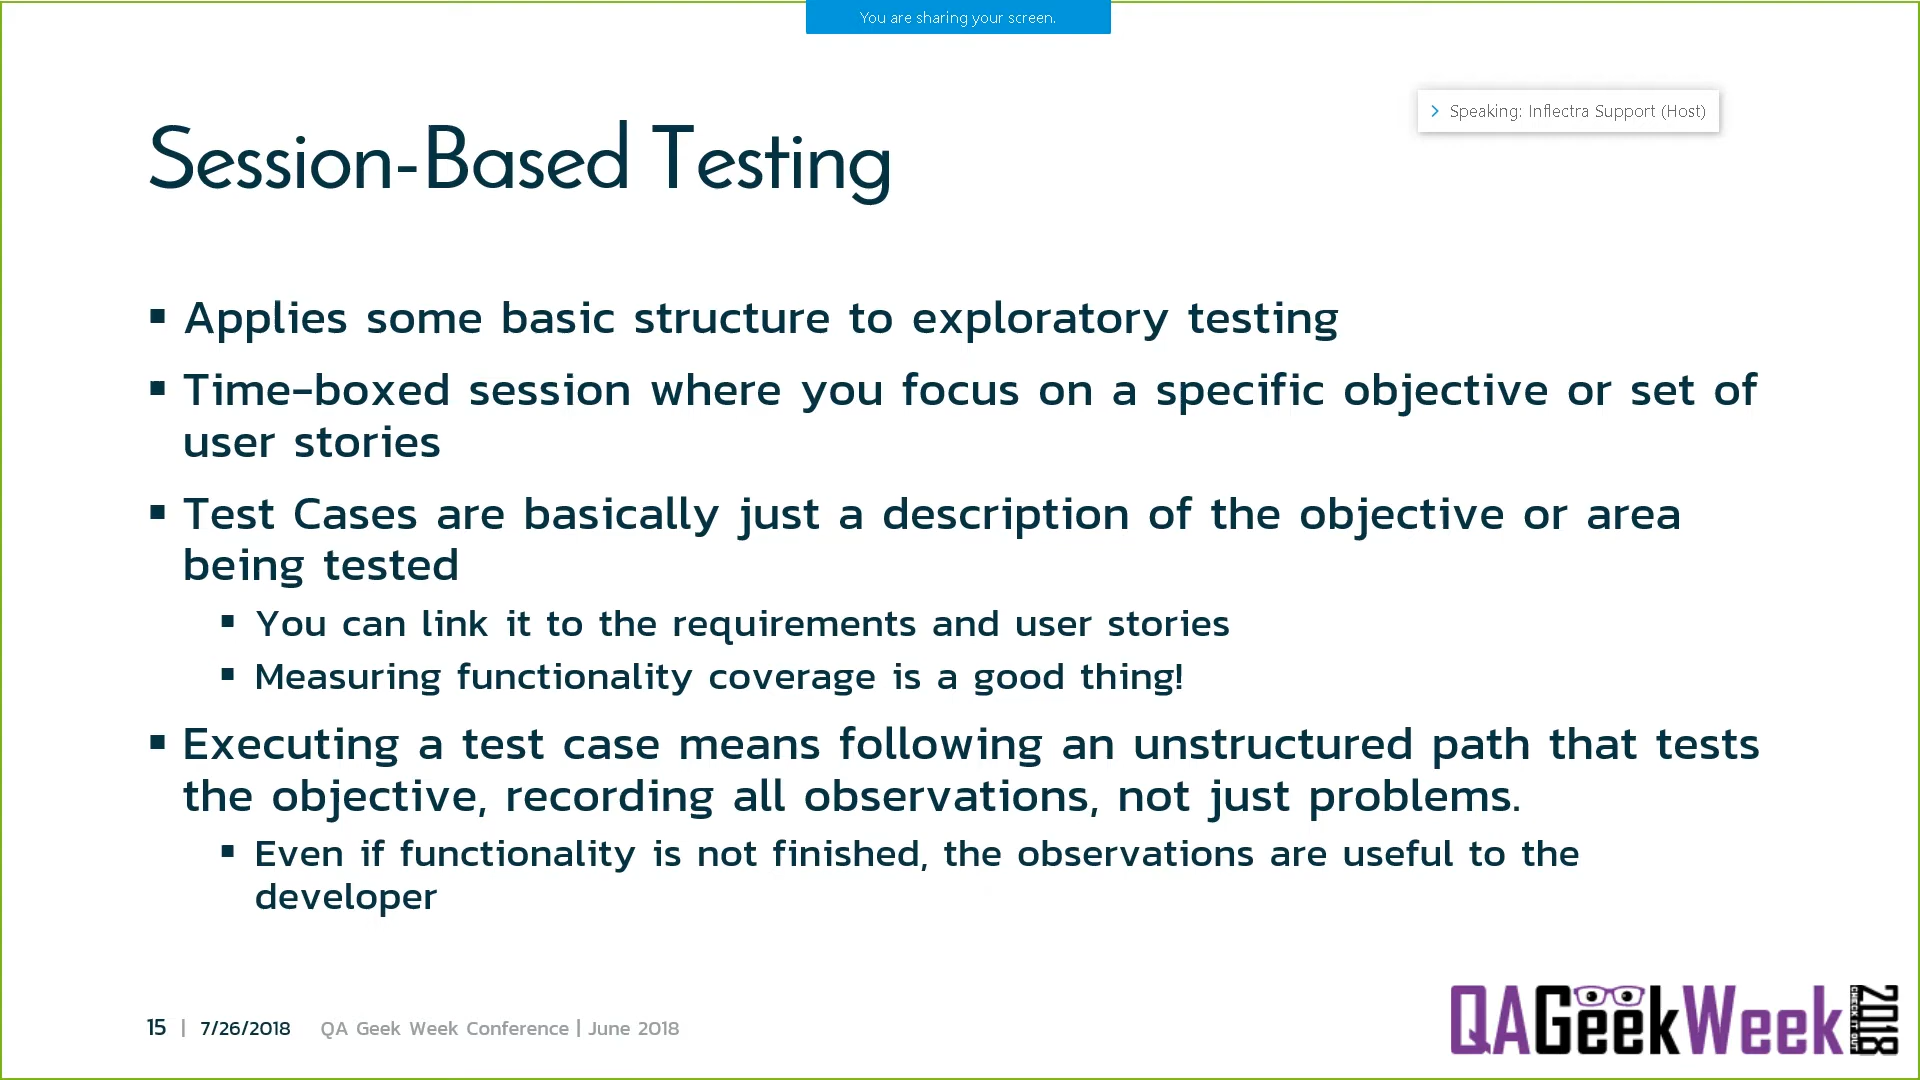 You are sharing your screen.
Speaking: Inflectra Support (Host)
Session-Based Testing
▪ Applies some basic structure to exploratory testing
▪ Time-boxed session where you focus on a specific objective or set of
user stories
▪ Test Cases are basically just a description of the objective or area
being tested
▪ You can link it to the requirements and user stories
▪ Measuring functionality coverage is a good thing!
▪ Executing a test case means following an unstructured path that tests
the objective, recording all observations, not just problems.
▪ Even if functionality is not finished, the observations are useful to the
developer
15 | 7/26/2018 QA Geek Week Conference | June 2018
QAGeekWeek
CHECK IT OUT
2018